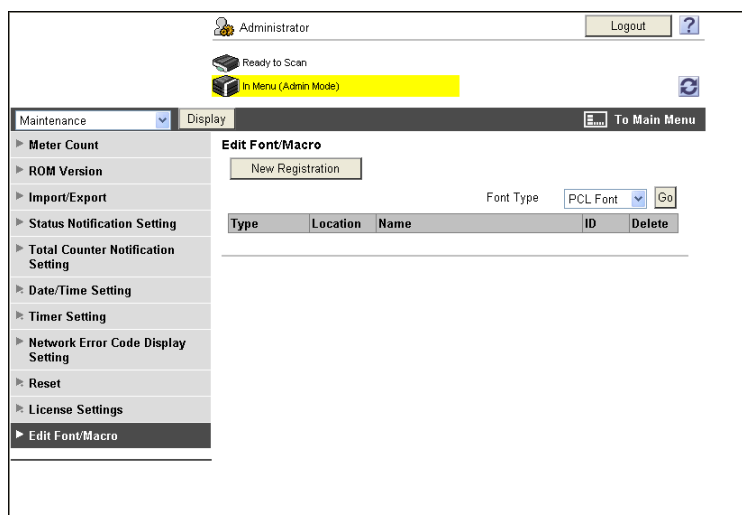 Administrator
Logout
?
Ready to Scan
In Menu (Admin Mode)
Maintenance
Display
To Main Menu
Meter Count
ROM Version
Import/Export
Status Notification Setting
Total Counter Notification
Setting
Date/Time Setting
Timer Setting
Network Error Code Display
Setting
Reset
License Settings
Edit Font/Macro
Edit Font/Macro
New Registration
Font Type
PCL Font
Go
Type Location Name ID Delete